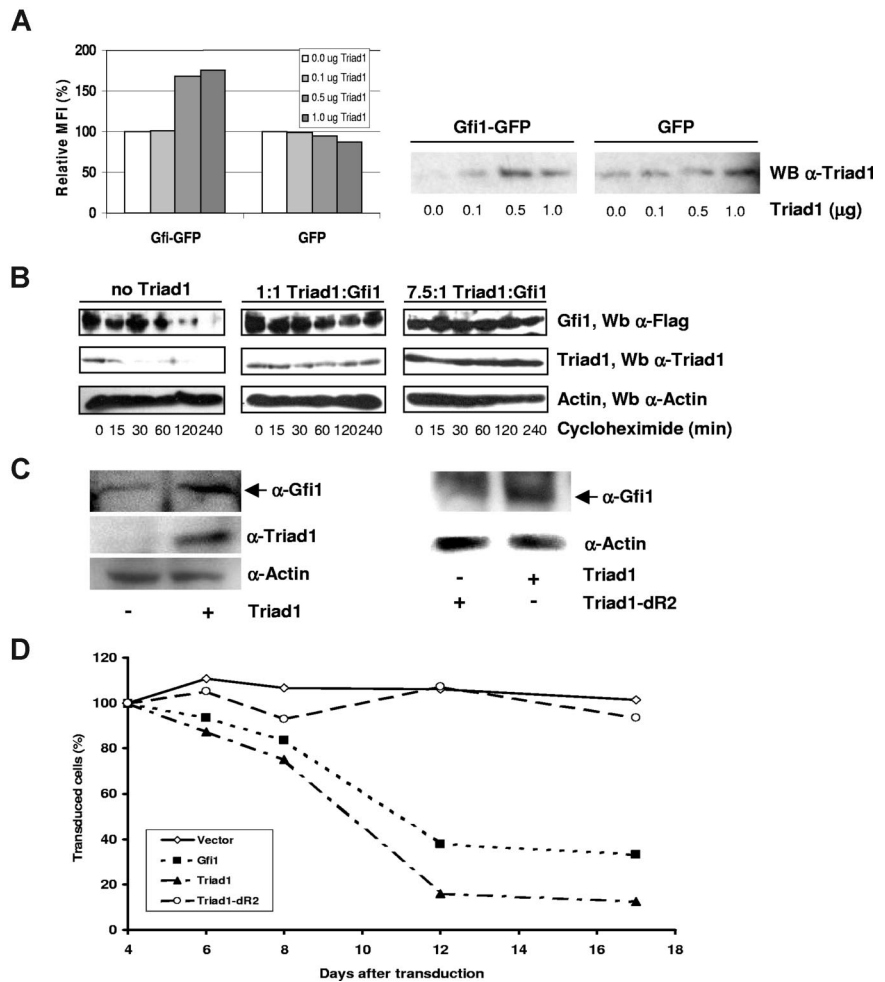 A
200
150
100
50
0
Relative MFI (%)
0.0 ug Triad1
0.1 ug Triad1
0.5 ug Triad1
1.0 ug Triad1
Gfi-GFP GFP
Gfi1-GFP GFP
WB α-Triad1
0.0 0.1 0.5 1.0 0.0 0.1 0.5 1.0 Triad1 (μg)
B
no Triad1 1:1 Triad1:Gfi1 7.5:1 Triad1:Gfi1
Gfi1, Wb α-Flag
Triad1, Wb α-Triad1
Actin, Wb α-Actin
0 15 30 60 120 240 0 15 30 60 120 240 0 15 30 60 120 240 Cycloheximide (min)
C
α-Gfi1
α-Triad1
α-Actin
- + Triad1
α-Gfi1
α-Actin
- + Triad1
+ - Triad1-dR2
D
120
100
80
60
40
20
0
Transduced cells (%)
Vector
Gfi1
Triad1
Triad1-dR2
4 6 8 10 12 14 16 18
Days after transduction